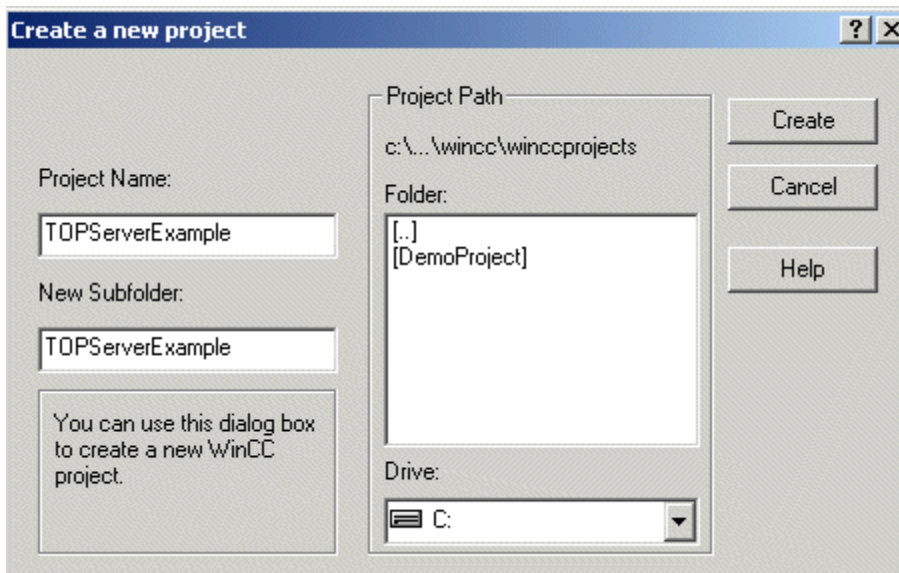 Create a new project
Project Name:
TOPServerExample
New Subfolder:
TOPServerExample
You can use this dialog box
to create a new WinCC
project.
Project Path
c:\...\wincc\winccprojects
Folder:
[..]
[DemoProject]
Drive:
C:
Create
Cancel
Help